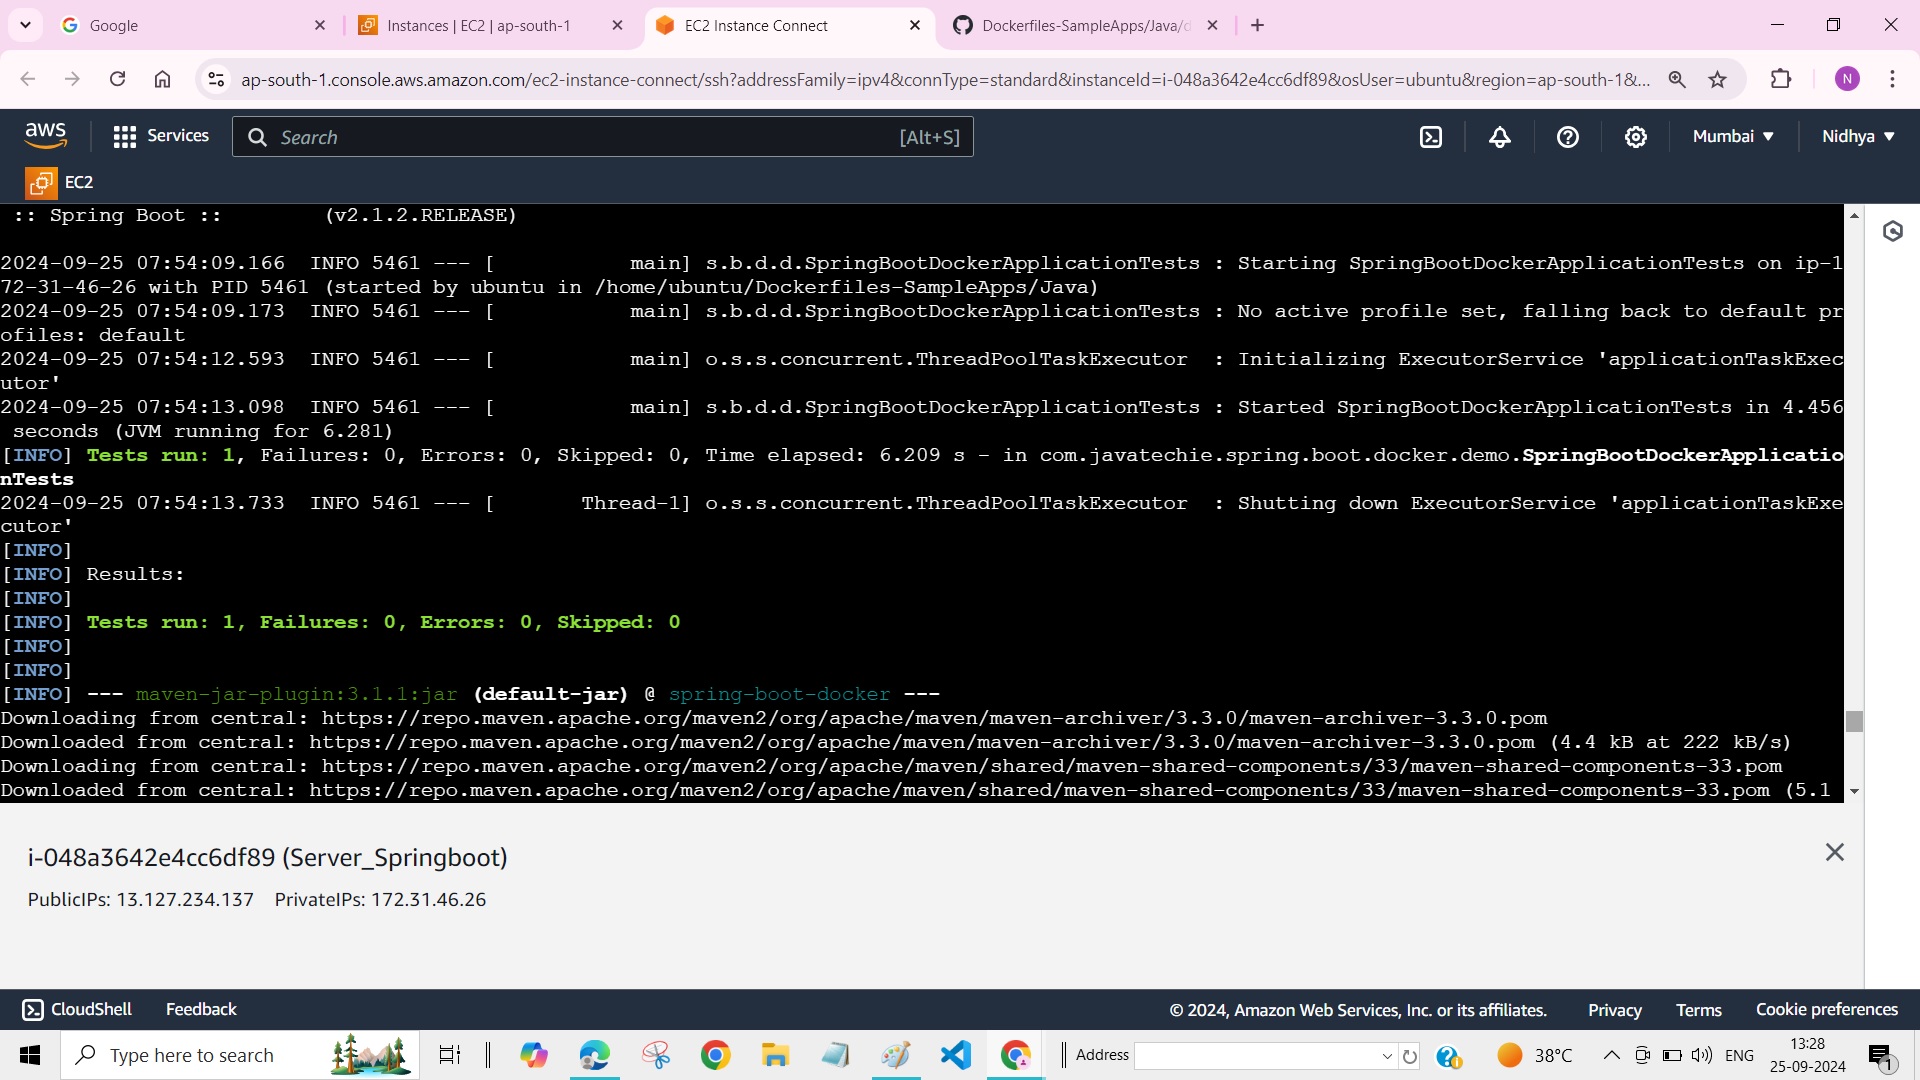 Google
Instances | EC2 | ap-south-1
EC2 Instance Connect
Dockerfiles-SampleApps/Java/d
ap-south-1.console.aws.amazon.com/ec2-instance-connect/ssh?addressFamily=ipv4&connType=standard&instanceId=i-048a3642e4cc6df89&osUser=ubuntu&region=ap-south-1&...
N
aws
Services
Search
[Alt+S]
Mumbai
Nidhya
EC2
:: Spring Boot ::        (v2.1.2.RELEASE)
2024-09-25 07:54:09.166  INFO 5461 --- [           main] s.b.d.d.SpringBootDockerApplicationTests : Starting SpringBootDockerApplicationTests on ip-1
72-31-46-26 with PID 5461 (started by ubuntu in /home/ubuntu/Dockerfiles-SampleApps/Java)
2024-09-25 07:54:09.173  INFO 5461 --- [           main] s.b.d.d.SpringBootDockerApplicationTests : No active profile set, falling back to default pr
ofiles: default
2024-09-25 07:54:12.593  INFO 5461 --- [           main] o.s.s.concurrent.ThreadPoolTaskExecutor  : Initializing ExecutorService 'applicationTaskExec
utor'
2024-09-25 07:54:13.098  INFO 5461 --- [           main] s.b.d.d.SpringBootDockerApplicationTests : Started SpringBootDockerApplicationTests in 4.456
 seconds (JVM running for 6.281)
[INFO] Tests run: 1, Failures: 0, Errors: 0, Skipped: 0, Time elapsed: 6.209 s - in com.javatechie.spring.boot.docker.demo.SpringBootDockerApplicatio
nTests
2024-09-25 07:54:13.733  INFO 5461 --- [       Thread-1] o.s.s.concurrent.ThreadPoolTaskExecutor  : Shutting down ExecutorService 'applicationTaskExe
cutor'
[INFO]
[INFO] Results:
[INFO]
[INFO] Tests run: 1, Failures: 0, Errors: 0, Skipped: 0
[INFO]
[INFO]
[INFO] --- maven-jar-plugin:3.1.1:jar (default-jar) @ spring-boot-docker ---
Downloading from central: https://repo.maven.apache.org/maven2/org/apache/maven/maven-archiver/3.3.0/maven-archiver-3.3.0.pom
Downloaded from central: https://repo.maven.apache.org/maven2/org/apache/maven/maven-archiver/3.3.0/maven-archiver-3.3.0.pom (4.4 kB at 222 kB/s)
Downloading from central: https://repo.maven.apache.org/maven2/org/apache/maven/shared/maven-shared-components/33/maven-shared-components-33.pom
Downloaded from central: https://repo.maven.apache.org/maven2/org/apache/maven/shared/maven-shared-components/33/maven-shared-components-33.pom (5.1
i-048a3642e4cc6df89 (Server_Springboot)
PublicIPs: 13.127.234.137    PrivateIPs: 172.31.46.26
CloudShell
Feedback
© 2024, Amazon Web Services, Inc. or its affiliates.
Privacy
Terms
Cookie preferences
Type here to search
Address
38°C
ENG
13:28
25-09-2024
1